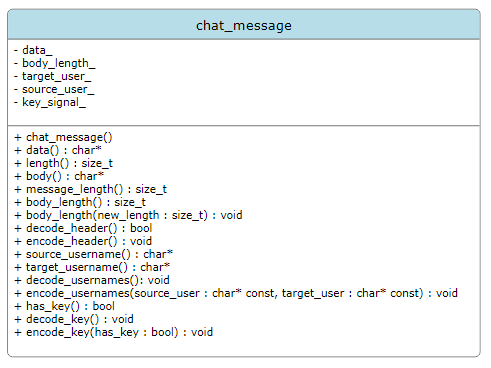 chat_message
- data_
- body_length_
- target_user_
- source_user_
- key_signal_
+ chat_message()
+ data() : char*
+ length() : size_t
+ body() : char*
+ message_length() : size_t
+ body_length() : size_t
+ body_length(new_length : size_t) : void
+ decode_header() : bool
+ encode_header() : void
+ source_username() : char*
+ target_username() : char*
+ decode_usernames(): void
+ encode_usernames(source_user : char* const, target_user : char* const) : void
+ has_key() : bool
+ decode_key() : void
+ encode_key(has_key : bool) : void